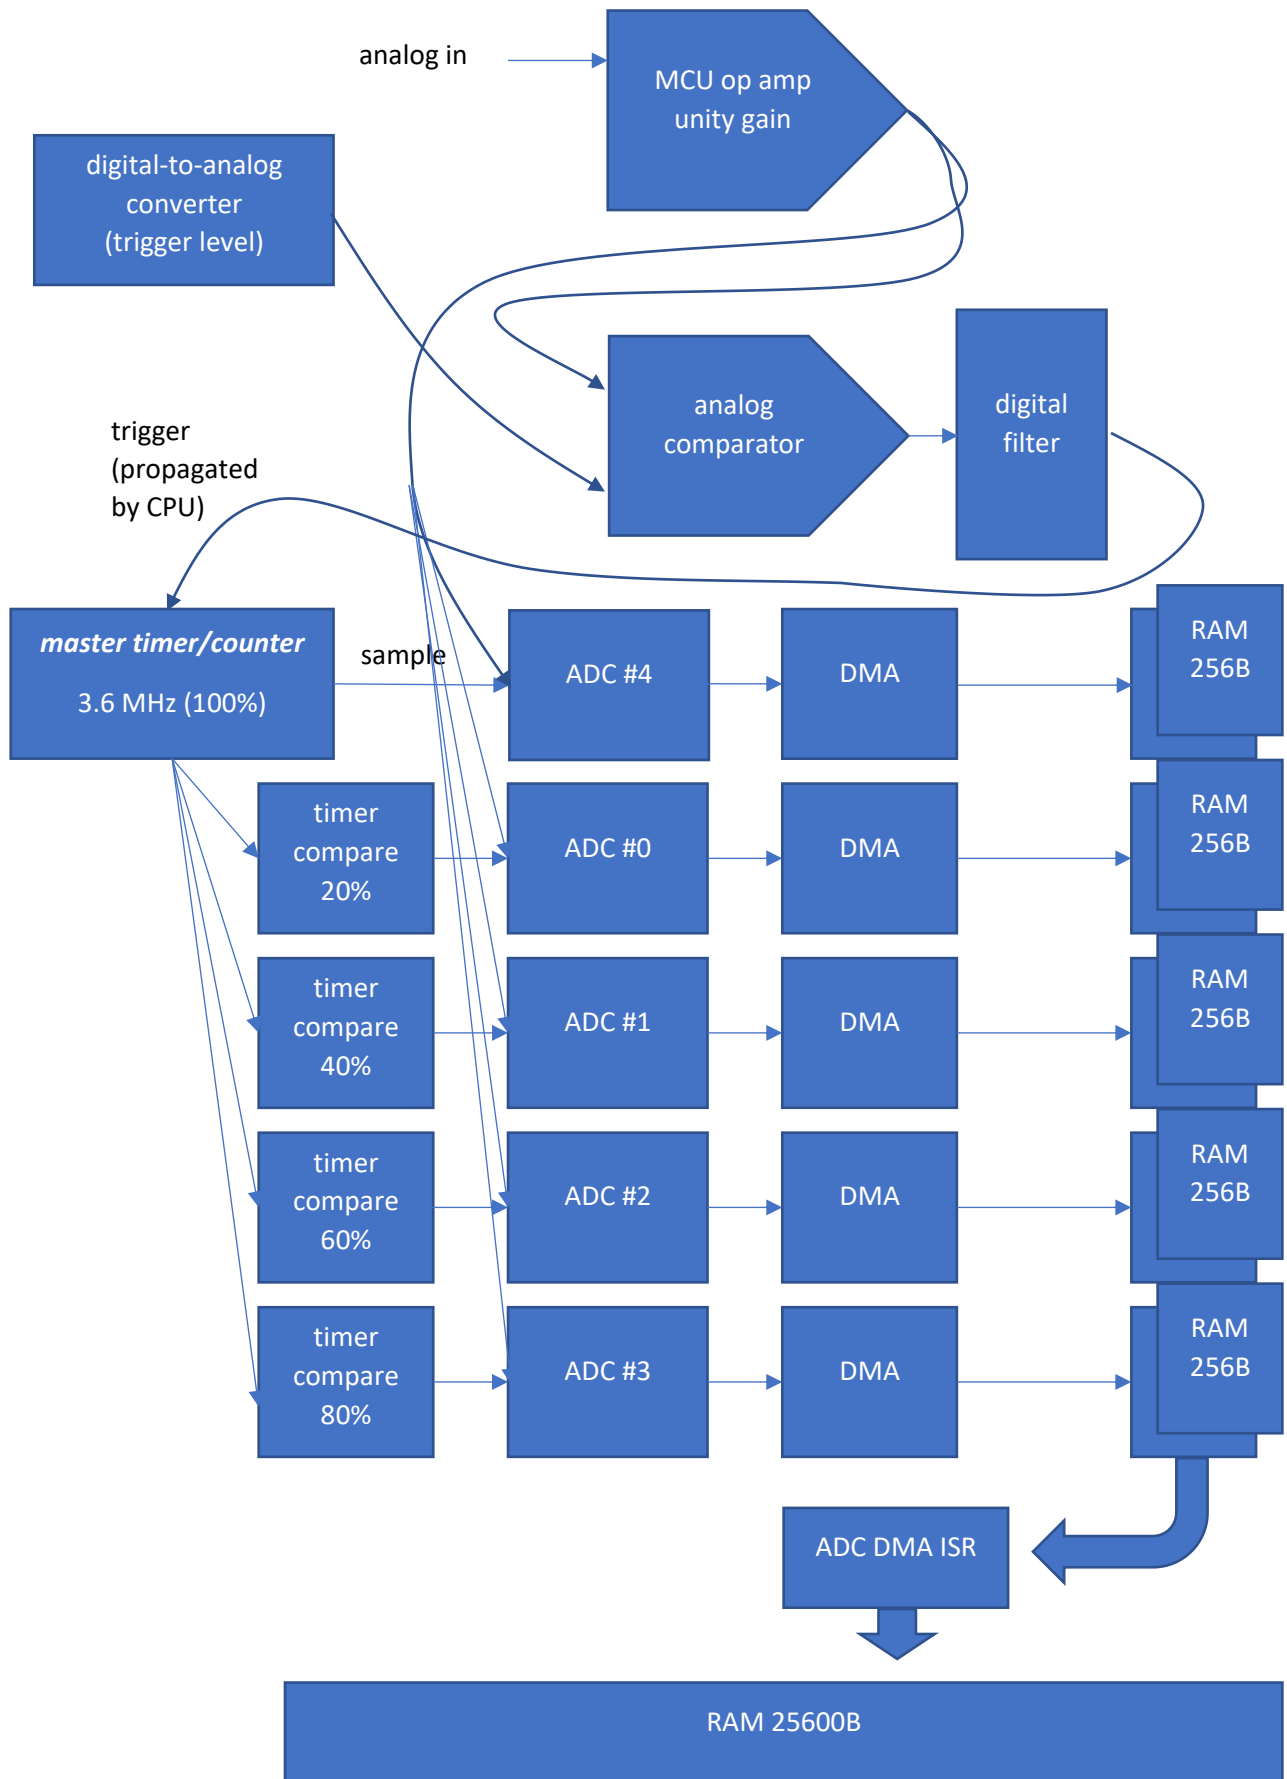 analog in
MCU op amp
unity gain
digital-to-analog
converter
(trigger level)
analog
comparator
digital
filter
trigger
(propagated
by CPU)
master timer/counter
3.6 MHz (100%)
sample
ADC #4
DMA
RAM
256B
timer
compare
20%
ADC #0
DMA
RAM
256B
timer
compare
40%
ADC #1
DMA
RAM
256B
timer
compare
60%
ADC #2
DMA
RAM
256B
timer
compare
80%
ADC #3
DMA
RAM
256B
ADC DMA ISR
RAM 25600B